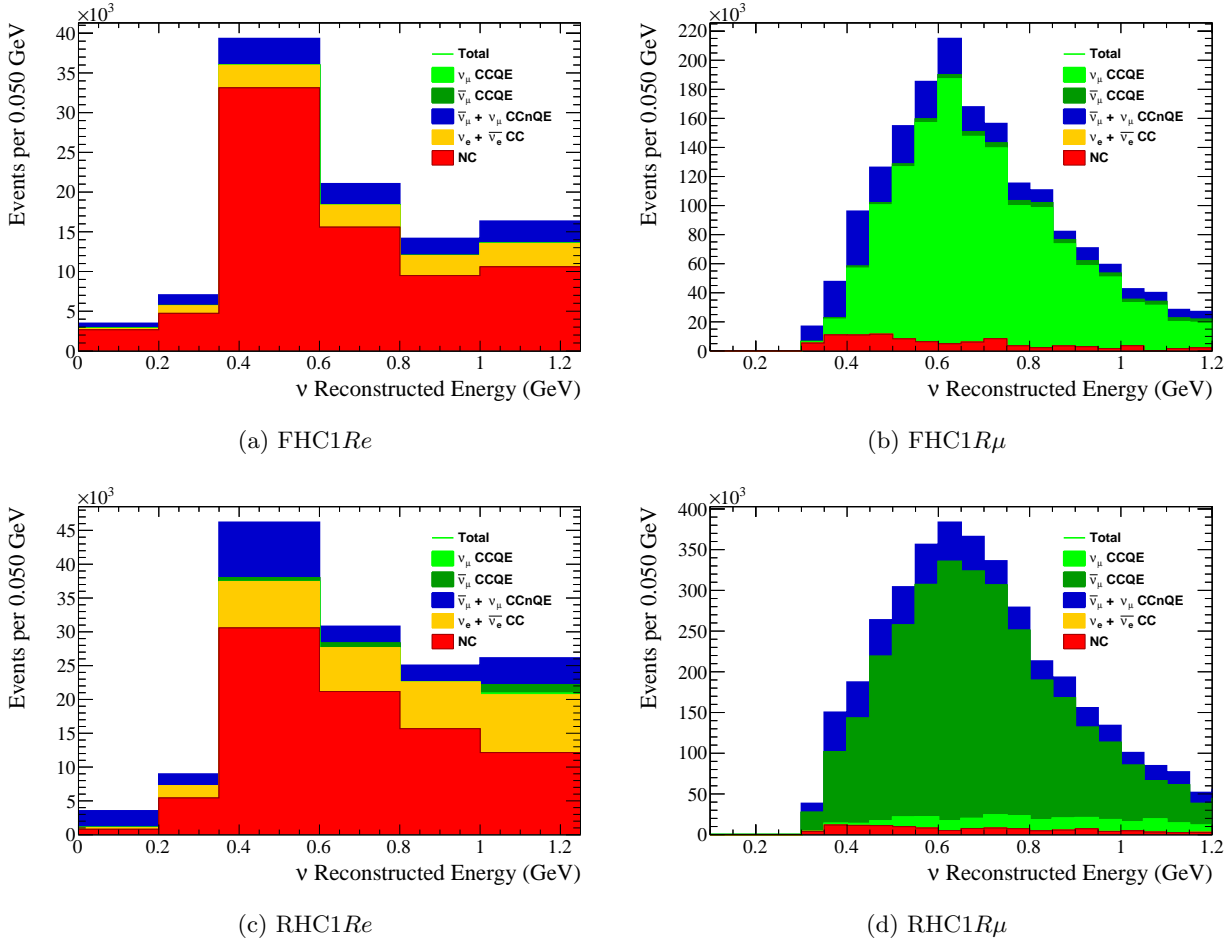 ×10³
40
35
30
25
20
15
10
5
0
Events per 0.050 GeV
Total
ν_μ CCQE
ν̅_μ CCQE
ν̅_μ + ν_μ CCnQE
ν_e + ν̅_e CC
NC
0 0.2 0.4 0.6 0.8 1 1.2
ν Reconstructed Energy (GeV)
(a) FHC1Re
×10³
220
200
180
160
140
120
100
80
60
40
20
0
Events per 0.050 GeV
Total
ν_μ CCQE
ν̅_μ CCQE
ν̅_μ + ν_μ CCnQE
ν_e + ν̅_e CC
NC
0.2 0.4 0.6 0.8 1 1.2
ν Reconstructed Energy (GeV)
(b) FHC1Rμ
×10³
45
40
35
30
25
20
15
10
5
0
Events per 0.050 GeV
Total
ν_μ CCQE
ν̅_μ CCQE
ν̅_μ + ν_μ CCnQE
ν_e + ν̅_e CC
NC
0 0.2 0.4 0.6 0.8 1 1.2
ν Reconstructed Energy (GeV)
(c) RHC1Re
×10³
400
350
300
250
200
150
100
50
0
Events per 0.050 GeV
Total
ν_μ CCQE
ν̅_μ CCQE
ν̅_μ + ν_μ CCnQE
ν_e + ν̅_e CC
NC
0.2 0.4 0.6 0.8 1 1.2
ν Reconstructed Energy (GeV)
(d) RHC1Rμ